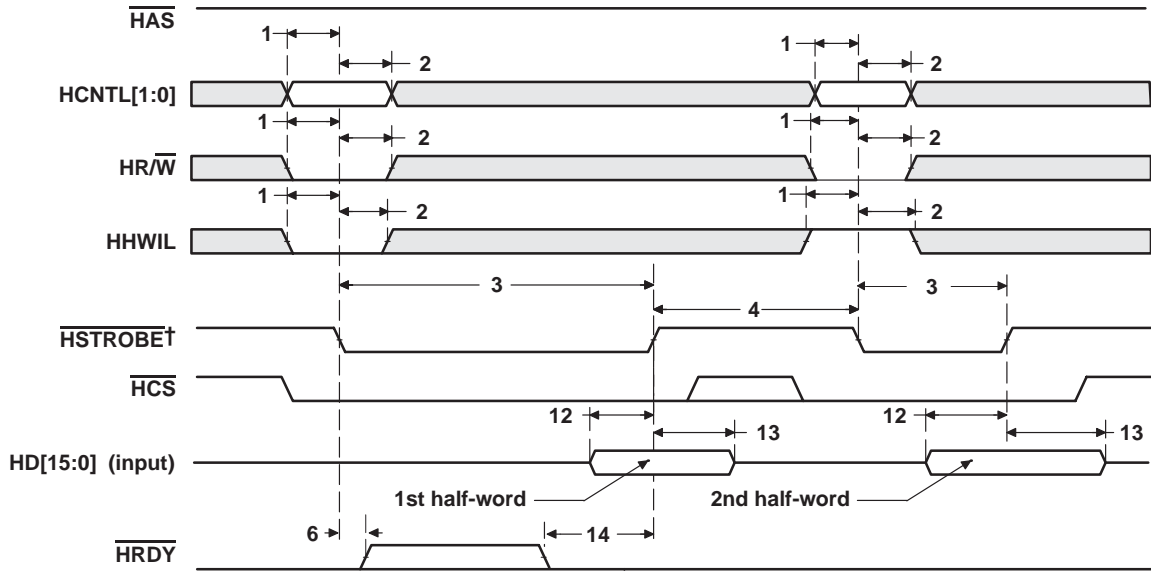 HAS
1
2
1
2
HCNTL[1:0]
1
2
1
2
HR/W
1
2
1
2
HHWIL
3
4
3
HSTROBE†
HCS
12
13
12
13
HD[15:0] (input)
1st half-word
2nd half-word
6
14
HRDY